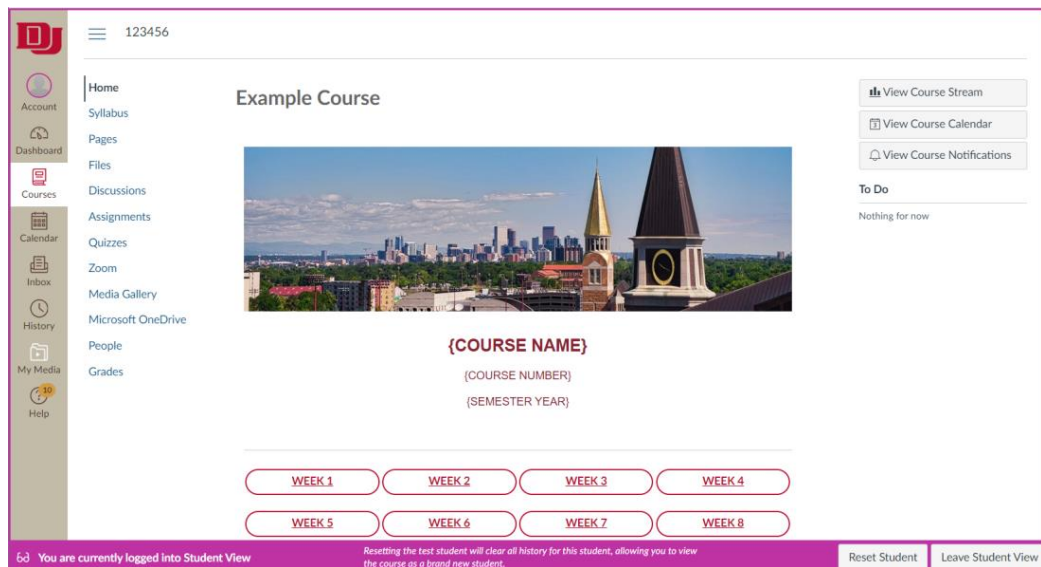 DU
123456
Account
Dashboard
Courses
Calendar
Inbox
History
My Media
10
Help
Home
Syllabus
Pages
Files
Discussions
Assignments
Quizzes
Zoom
Media Gallery
Microsoft OneDrive
People
Grades
Example Course
{COURSE NAME}
{COURSE NUMBER}
{SEMESTER YEAR}
WEEK 1
WEEK 2
WEEK 3
WEEK 4
WEEK 5
WEEK 6
WEEK 7
WEEK 8
View Course Stream
View Course Calendar
View Course Notifications
To Do
Nothing for now
You are currently logged into Student View
Resetting the test student will clear all history for this student, allowing you to view
the course as a brand new student.
Reset Student
Leave Student View